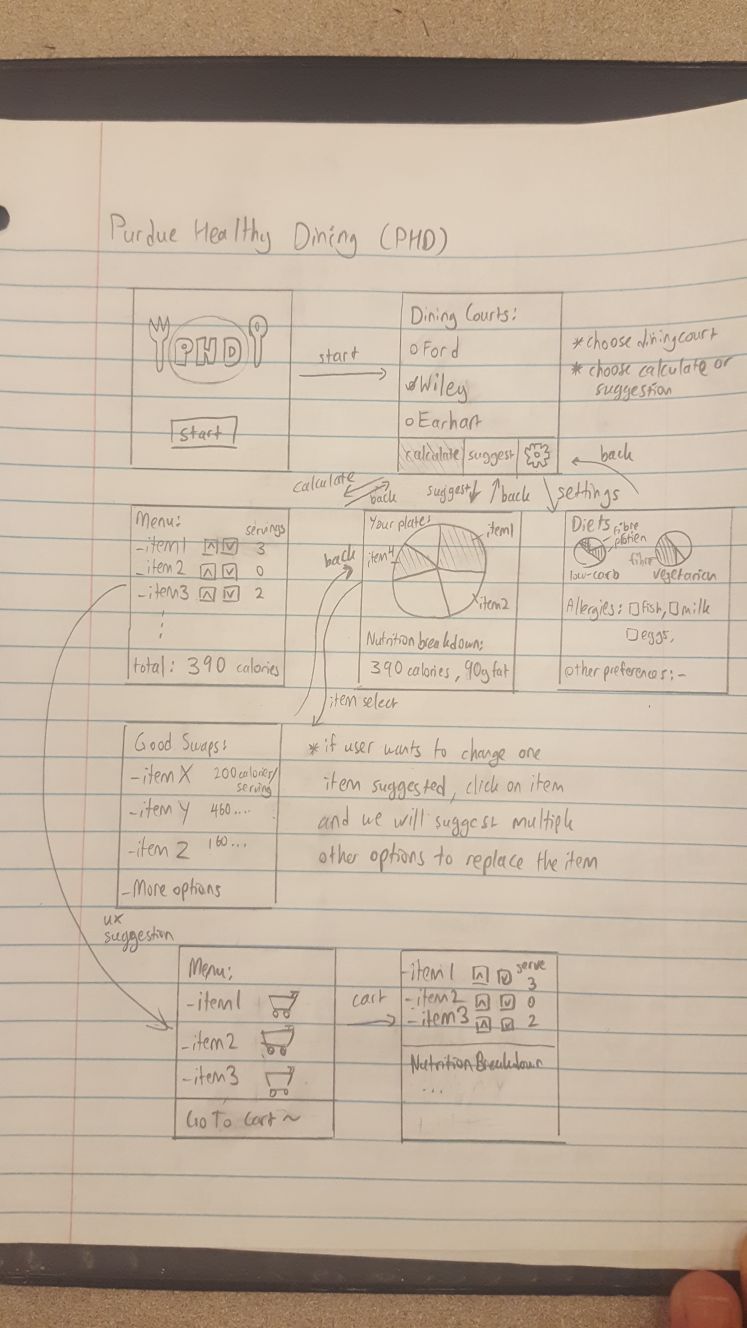 Purdue Healthy Dining (PHD)
PHD
Start
start
Dining Courts:
Ford
Wiley
Earhart
calculate suggest
* choose dining court
* choose calculate or
suggestion
calculate
back
suggest
back
settings
back
Menu:
servings
-item1 3
-item2 0
-item3 2
total: 390 calories
Your plate:
item1
item4
item2
Nutrition breakdown:
390 calories, 90g fat
Diets
fibre
low-carb
fibre
vegetarian
Allergies: Fish, milk
eggs,
other preferences: -
back
item select
Good Swaps:
-item X 200 calories/
serving
-item Y 460....
-item Z 160...
-More options
* if user wants to change one
item suggested, click on item
and we will suggest multiple
other options to replace the item
ux
suggestion
Menu:
-item1
-item2
-item3
Go To Cart ~
cart
serve
-item1 3
-item2 0
-item3 2
Nutrition Breakdown
...